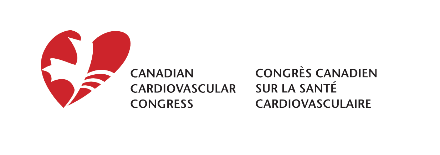 CANADIAN
CARDIOVASCULAR
CONGRESS
CONGRÈS CANADIEN
SUR LA SANTÉ
CARDIOVASCULAIRE